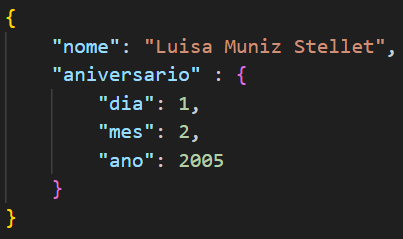 {
    "nome": "Luisa Muniz Stellet",
    "aniversario" : {
        "dia": 1,
        "mes": 2,
        "ano": 2005
    }
}